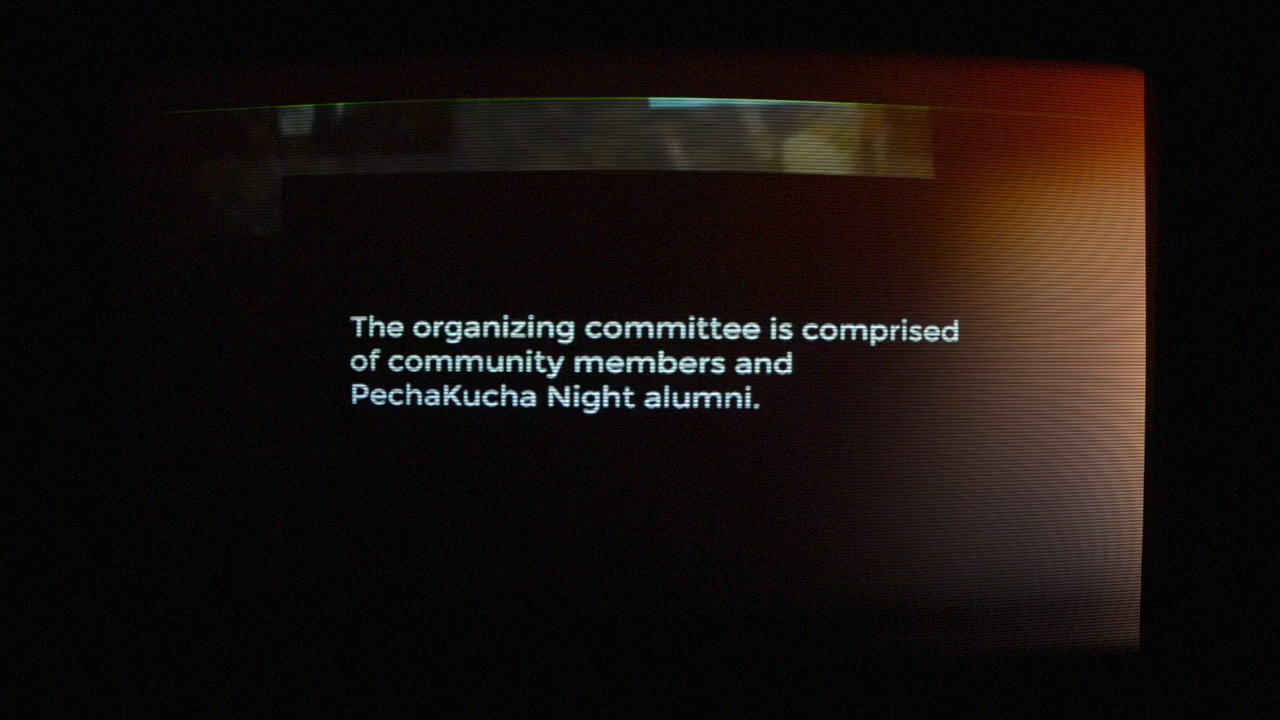 The organizing committee is comprised
of community members and
PechaKucha Night alumni.